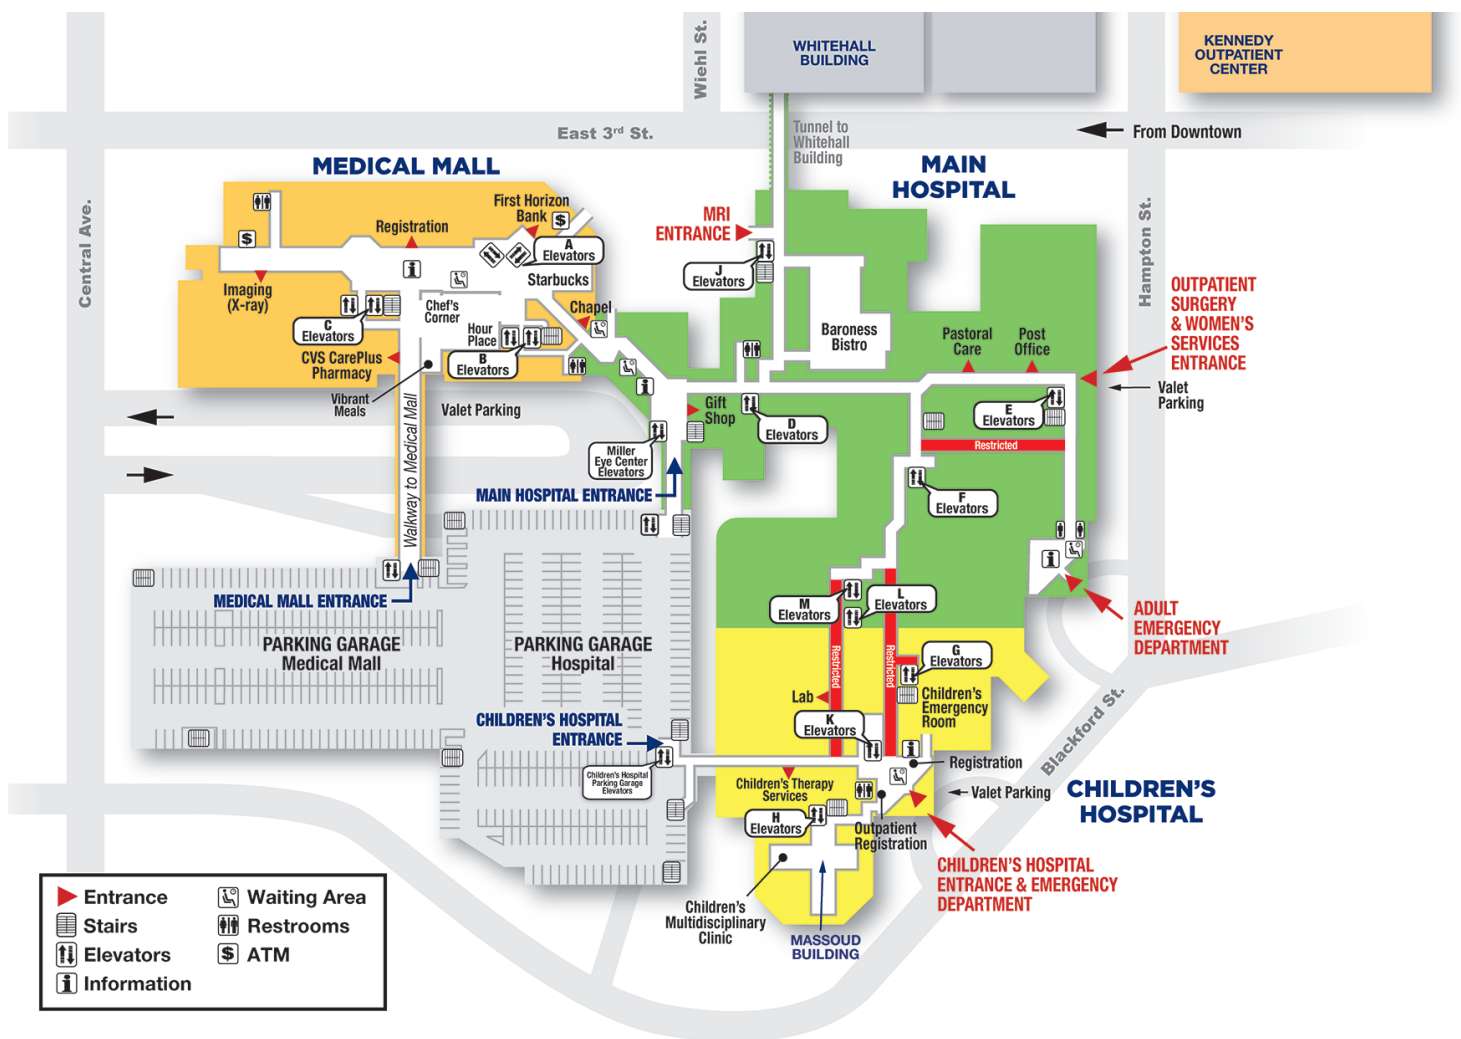 WHITEHALL
BUILDING
KENNEDY
OUTPATIENT
CENTER
Wiehl St.
East 3rd St.
Tunnel to
Whitehall
Building
From Downtown
MEDICAL MALL
MAIN
HOSPITAL
Central Ave.
Hampton St.
First Horizon
Bank
$
Registration
A
Elevators
Starbucks
MRI
ENTRANCE
J
Elevators
$
Imaging
(X-ray)
i
Chef's
Corner
C
Elevators
Hour
Place
B
Elevators
Chapel
CVS CarePlus
Pharmacy
Vibrant
Meals
Walkway to Medical Mall
Valet Parking
i
Gift
Shop
Miller
Eye Center
Elevators
D
Elevators
Baroness
Bistro
Pastoral
Care
Post
Office
OUTPATIENT
SURGERY
& WOMEN'S
SERVICES
ENTRANCE
Valet
Parking
E
Elevators
Restricted
F
Elevators
MAIN HOSPITAL ENTRANCE
MEDICAL MALL ENTRANCE
PARKING GARAGE
Medical Mall
PARKING GARAGE
Hospital
i
ADULT
EMERGENCY
DEPARTMENT
M
Elevators
L
Elevators
Restricted
Restricted
G
Elevators
Lab
Children's
Emergency
Room
K
Elevators
CHILDREN'S HOSPITAL
ENTRANCE
Children's Hospital
Parking Garage
Elevators
i
Registration
Children's Therapy
Services
Valet Parking
Blackford St.
CHILDREN'S
HOSPITAL
H
Elevators
Outpatient
Registration
CHILDREN'S HOSPITAL
ENTRANCE & EMERGENCY
DEPARTMENT
Children's
Multidisciplinary
Clinic
MASSOUD
BUILDING
Entrance
Stairs
Elevators
i Information
Waiting Area
Restrooms
$ ATM